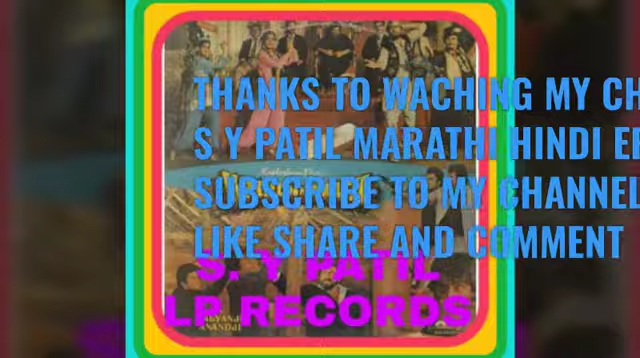 THANKS TO WACHING MY CH
S Y PATIL MARATHI HINDI
SUBSCRIBE TO MY CHANNEL
LIKE SHARE AND COMMENT
S. Y PATIL
LP RECORDS
ANANDJI